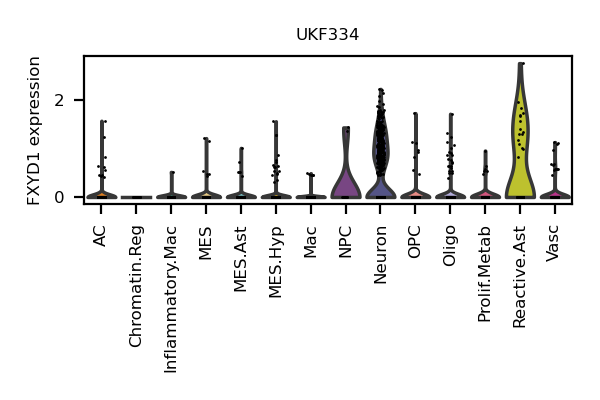 UKF334
FXYD1 expression
2
0
AC
Chromatin.Reg
Inflammatory.Mac
MES
MES.Ast
MES.Hyp
Mac
NPC
Neuron
OPC
Oligo
Prolif.Metab
Reactive.Ast
Vasc